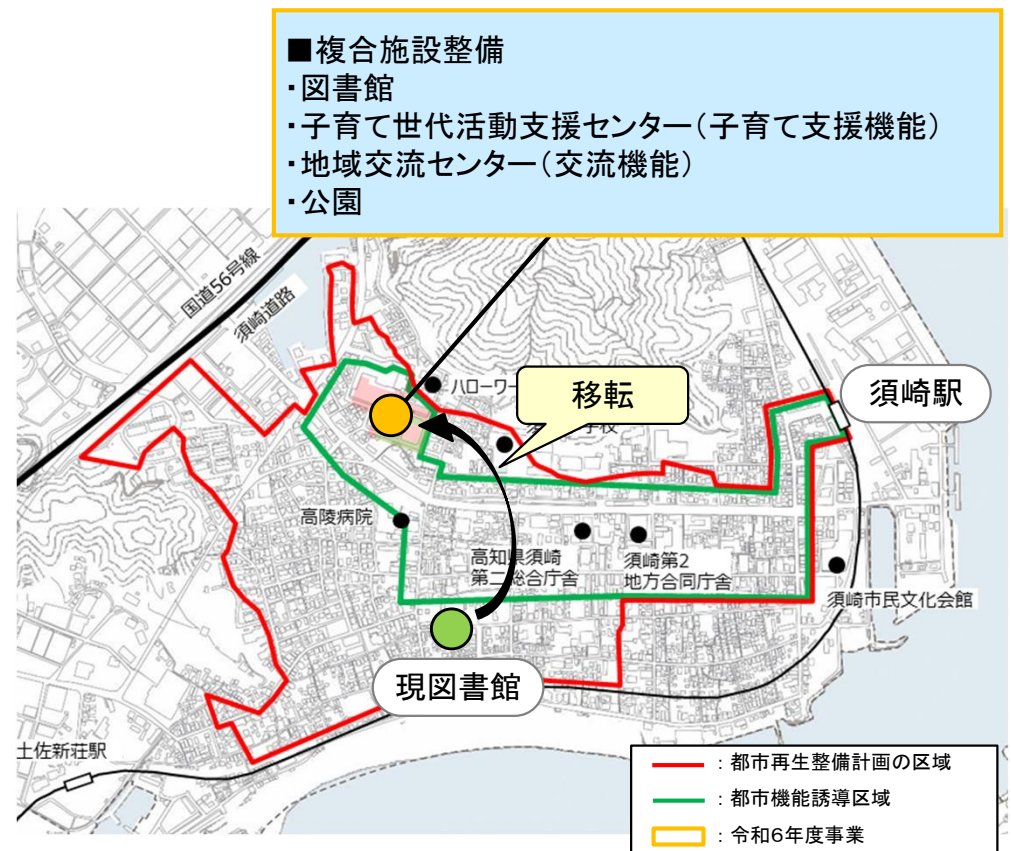 ■複合施設整備
・図書館
・子育て世代活動支援センター（子育て支援機能）
・地域交流センター（交流機能）
・公園
国道56号線
須崎道路
ハローワー
移転
学校
須崎駅
高陵病院
高知県須崎
第二総合庁舎
須崎第2
地方合同庁舎
須崎市民文化会館
現図書館
土佐新荘駅
：都市再生整備計画の区域
：都市機能誘導区域
：令和6年度事業